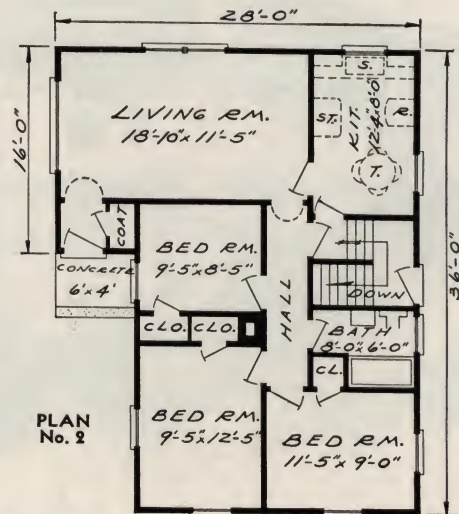 28'-0"
16'-0"
LIVING RM.
18'-10" x 11'-5"
S.
ST.
KIT.
12'-4" x 8'-0"
R.
T.
36'-0"
COAT
CONCRETE
6' x 4'
BED RM.
9'-5" x 8'-5"
HALL
DOWN
CLO.
CLO.
BATH
8'-0" x 6'-0"
CL.
PLAN
No. 2
BED RM.
9'-5" x 12'-5"
BED RM.
11'-5" x 9'-0"